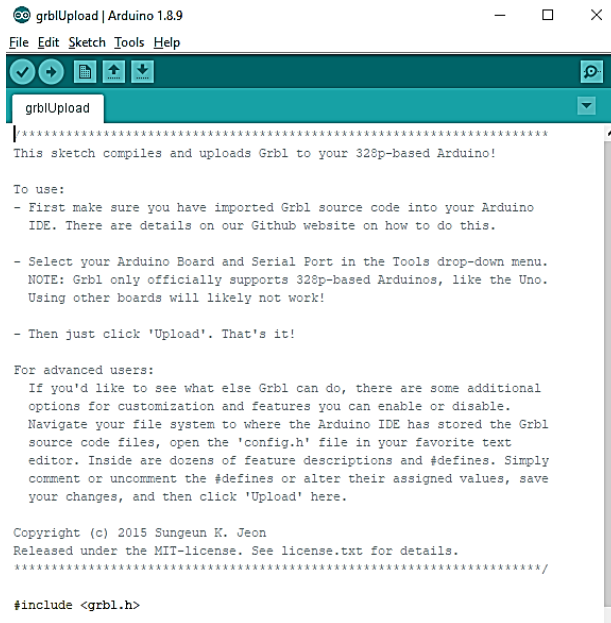 grblUpload | Arduino 1.8.9
File Edit Sketch Tools Help
grblUpload
/***********************************************************************
This sketch compiles and uploads Grbl to your 328p-based Arduino!
To use:
- First make sure you have imported Grbl source code into your Arduino
IDE. There are details on our Github website on how to do this.
- Select your Arduino Board and Serial Port in the Tools drop-down menu.
NOTE: Grbl only officially supports 328p-based Arduinos, like the Uno.
Using other boards will likely not work!
- Then just click 'Upload'. That's it!
For advanced users:
If you'd like to see what else Grbl can do, there are some additional
options for customization and features you can enable or disable.
Navigate your file system to where the Arduino IDE has stored the Grbl
source code files, open the 'config.h' file in your favorite text
editor. Inside are dozens of feature descriptions and #defines. Simply
comment or uncomment the #defines or alter their assigned values, save
your changes, and then click 'Upload' here.
Copyright (c) 2015 Sungeun K. Jeon
Released under the MIT-license. See license.txt for details.
***********************************************************************/
#include <grbl.h>